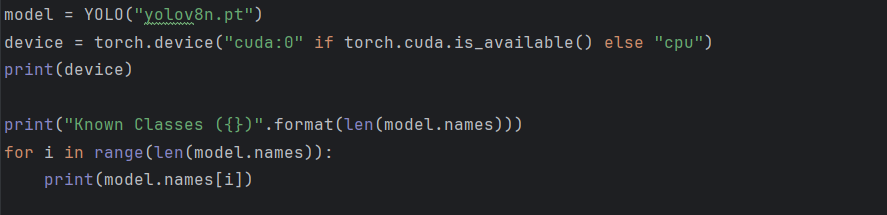 model = YOLO("yolov8n.pt")
device = torch.device("cuda:0" if torch.cuda.is_available() else "cpu")
print(device)
print("Known Classes ({})".format(len(model.names)))
for i in range(len(model.names)):
    print(model.names[i])